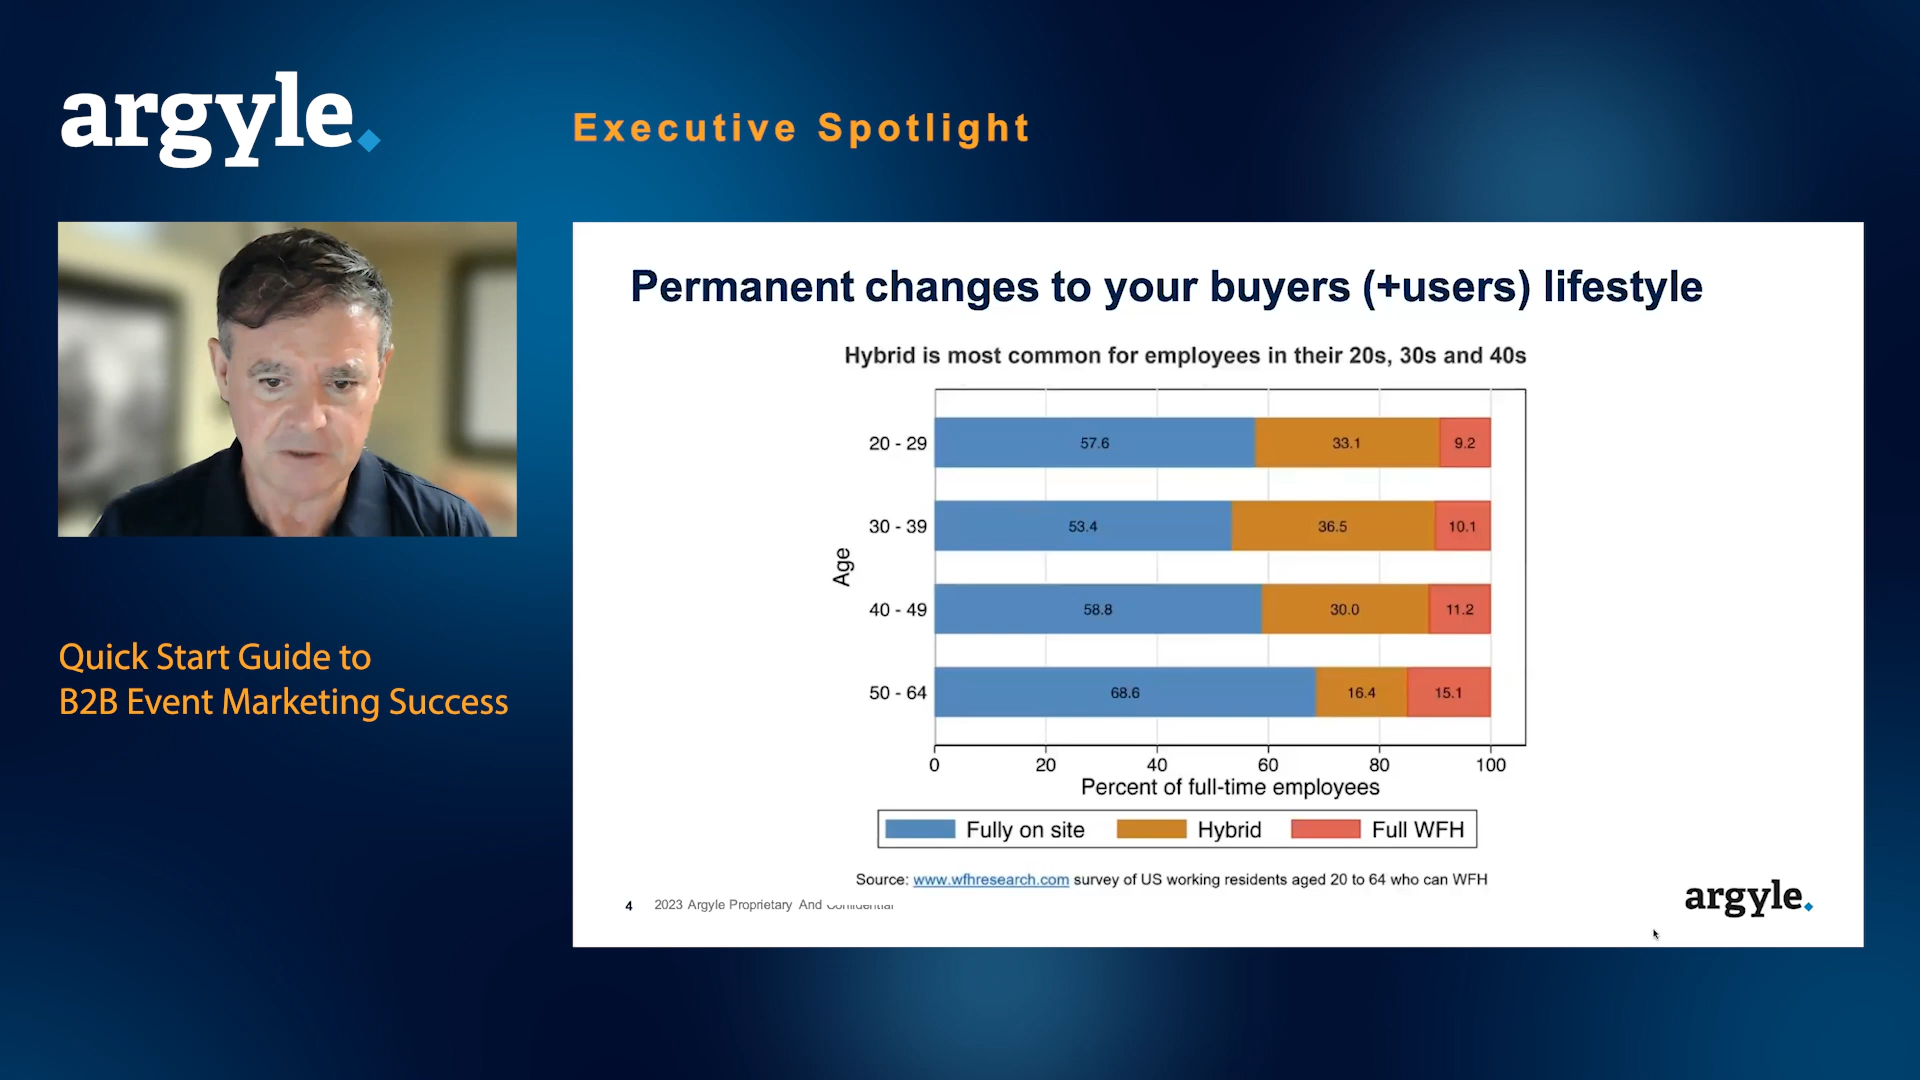 argyle.
Executive Spotlight
Quick Start Guide to
B2B Event Marketing Success
Permanent changes to your buyers (+users) lifestyle
Hybrid is most common for employees in their 20s, 30s and 40s
Age
20 - 29 57.6 33.1 9.2
30 - 39 53.4 36.5 10.1
40 - 49 58.8 30.0 11.2
50 - 64 68.6 16.4 15.1
0 20 40 60 80 100
Percent of full-time employees
Fully on site Hybrid Full WFH
Source: www.wfhresearch.com survey of US working residents aged 20 to 64 who can WFH
4 2023 Argyle Proprietary And Confidential
argyle.